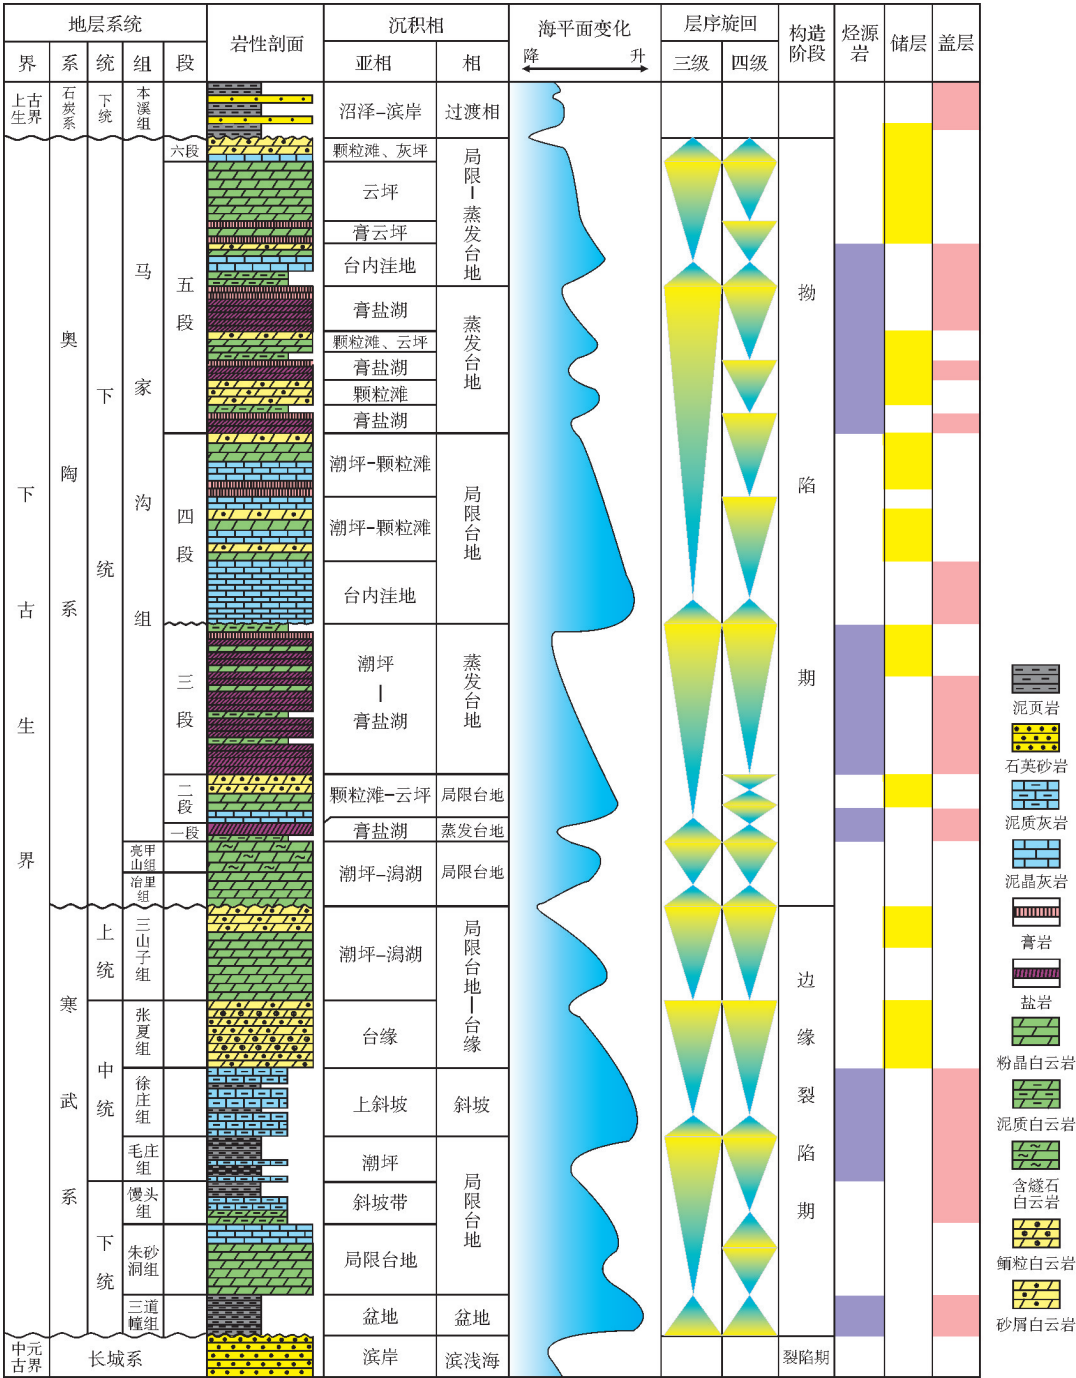 地层系统
岩性剖面
沉积相
海平面变化
降
升
层序旋回
构造
阶段
烃源
岩
储层
盖层
界
系
统
组
段
亚相
相
三级
四级
上古
生界
石炭系
下统
本溪组
沼泽–滨岸
过渡相
下古生界
奥陶系
下统
马家沟组
六段
颗粒滩、灰坪
局限–蒸发台地
五段
云坪
膏云坪
台内洼地
膏盐湖
蒸发台地
颗粒滩、云坪
膏盐湖
颗粒滩
膏盐湖
四段
潮坪–颗粒滩
局限台地
潮坪–颗粒滩
台内洼地
三段
潮坪–膏盐湖
蒸发台地
二段
颗粒滩–云坪
局限台地
一段
膏盐湖
蒸发台地
亮甲
山组
潮坪–潟湖
局限台地
冶里
组
拗陷期
寒武系
上统
三山子组
潮坪–潟湖
局限台地–台缘
中统
张夏组
台缘
徐庄组
上斜坡
斜坡
毛庄
组
潮坪
局限台地
下统
馒头
组
斜坡带
朱砂
洞组
局限台地
三道
幢组
盆地
盆地
边缘裂陷期
中元
古界
长城系
滨岸
滨浅海
裂陷期
泥页岩
石英砂岩
泥质灰岩
泥晶灰岩
膏岩
盐岩
粉晶白云岩
泥质白云岩
含燧石
白云岩
鲕粒白云岩
砂屑白云岩